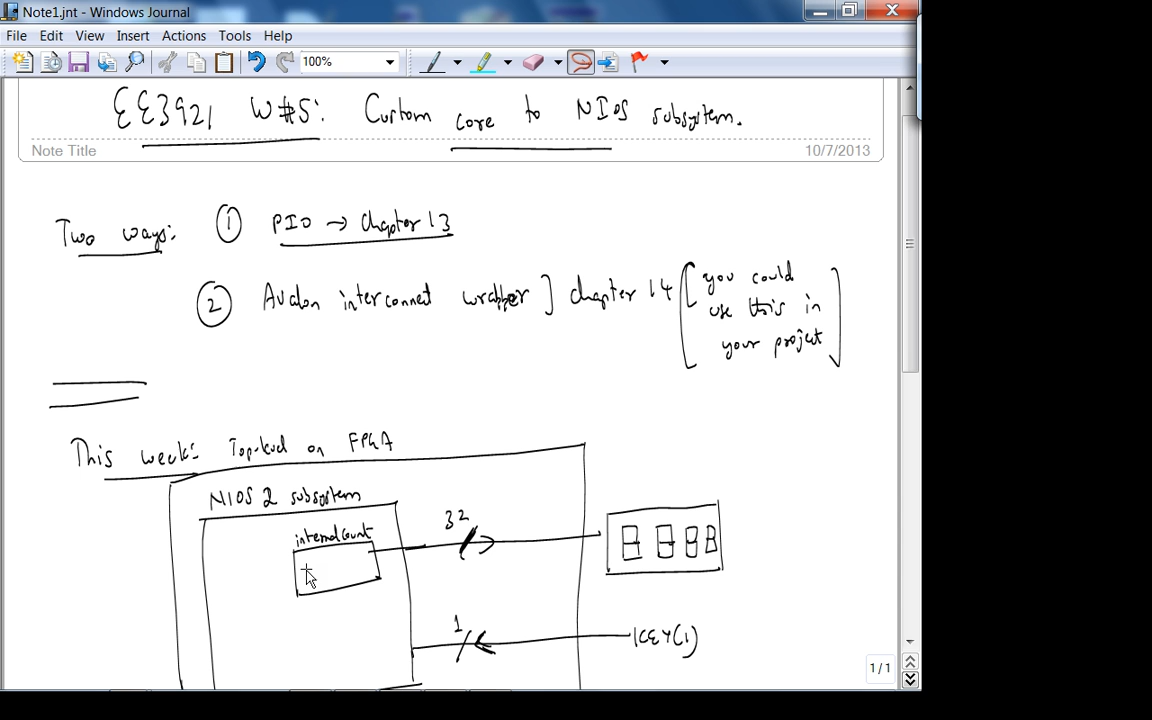 Note1.jnt - Windows Journal
File Edit View Insert Actions Tools Help
100%
EE3921 W#5: Custom core to NIOS subsystem.
Note Title 10/7/2013
Two ways: 1 PIO → Chapter 13
2 Avalon interconnect wrapper ] chapter 14 [ you could
use this in
your project ]
This week: Top-level on FPGA
NIOS 2 subsystem
internalcount
32
1
KEY(1)
1/1